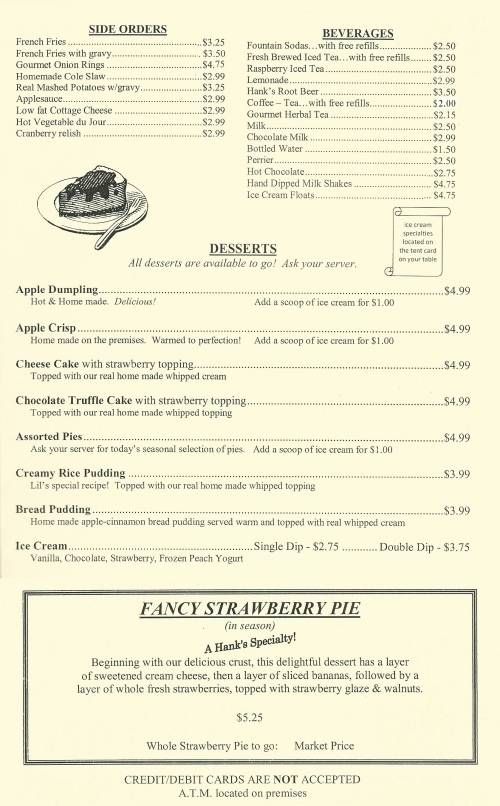 SIDE ORDERS
French Fries $3.25
French Fries with gravy $3.50
Gourmet Onion Rings $4.75
Homemade Cole Slaw $2.99
Real Mashed Potatoes w/gravy $3.25
Applesauce $2.99
Low fat Cottage Cheese $2.99
Hot Vegetable du Jour $2.99
Cranberry relish $2.99
BEVERAGES
Fountain Sodas…with free refills $2.50
Fresh Brewed Iced Tea…with free refills $2.50
Raspberry Iced Tea $2.50
Lemonade $2.99
Hank's Root Beer $3.50
Coffee – Tea…with free refills $2.00
Gourmet Herbal Tea $2.15
Milk $2.50
Chocolate Milk $2.99
Bottled Water $1.50
Perrier $2.50
Hot Chocolate $2.75
Hand Dipped Milk Shakes $4.75
Ice Cream Floats $4.75
ice cream
specialties
located on
the tent card
on your table
DESSERTS
All desserts are available to go! Ask your server.
Apple Dumpling $4.99
Hot & Home made. Delicious! Add a scoop of ice cream for $1.00
Apple Crisp $4.99
Home made on the premises. Warmed to perfection! Add a scoop of ice cream for $1.00
Cheese Cake with strawberry topping $4.99
Topped with our real home made whipped cream
Chocolate Truffle Cake with strawberry topping $4.99
Topped with our real home made whipped topping
Assorted Pies $4.99
Ask your server for today's seasonal selection of pies. Add a scoop of ice cream for $1.00
Creamy Rice Pudding $3.99
Lil's special recipe! Topped with our real home made whipped topping
Bread Pudding $3.99
Home made apple-cinnamon bread pudding served warm and topped with real whipped cream
Ice Cream Single Dip - $2.75 Double Dip - $3.75
Vanilla, Chocolate, Strawberry, Frozen Peach Yogurt
FANCY STRAWBERRY PIE
(in season)
A Hank's Specialty!
Beginning with our delicious crust, this delightful dessert has a layer
of sweetened cream cheese, then a layer of sliced bananas, followed by a
layer of whole fresh strawberries, topped with strawberry glaze & walnuts.
$5.25
Whole Strawberry Pie to go: Market Price
CREDIT/DEBIT CARDS ARE NOT ACCEPTED
A.T.M. located on premises